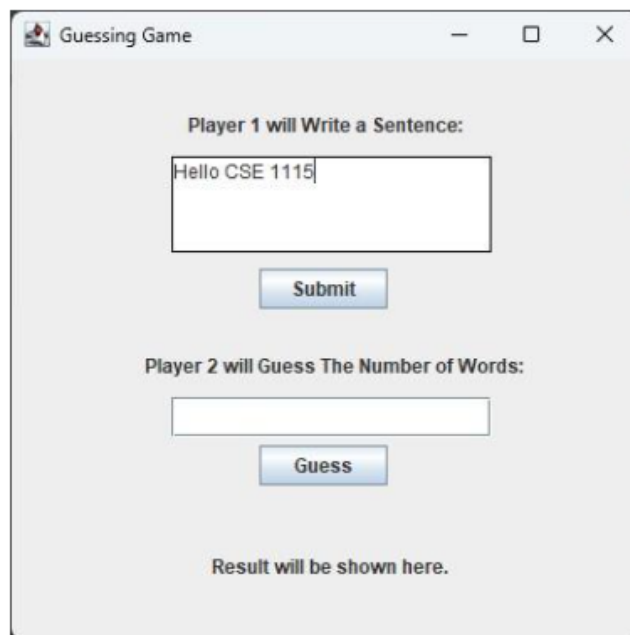 Guessing Game
Player 1 will Write a Sentence:
Hello CSE 1115
Submit
Player 2 will Guess The Number of Words:
Guess
Result will be shown here.